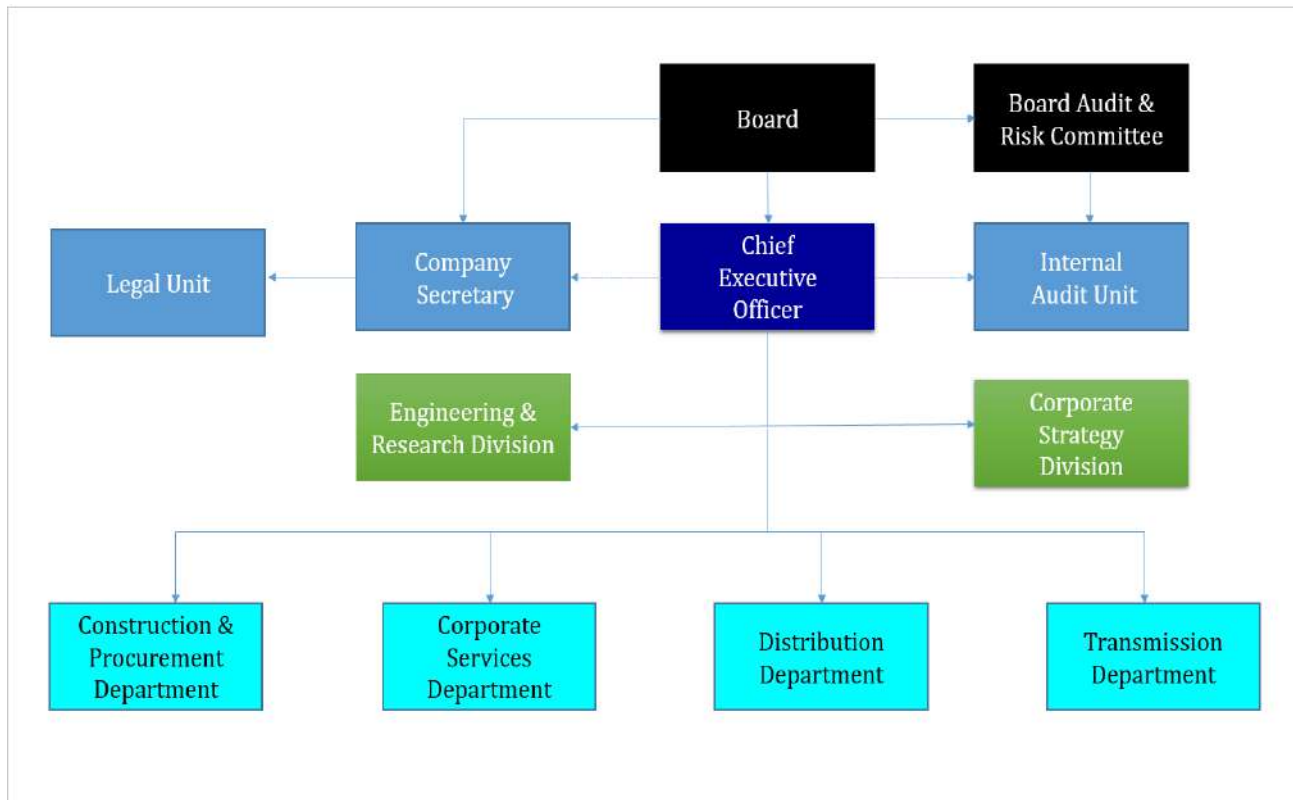 Board
Board Audit &
Risk Committee
Legal Unit
Company
Secretary
Chief
Executive
Officer
Internal
Audit Unit
Engineering &
Research Division
Corporate
Strategy
Division
Construction &
Procurement
Department
Corporate
Services
Department
Distribution
Department
Transmission
Department